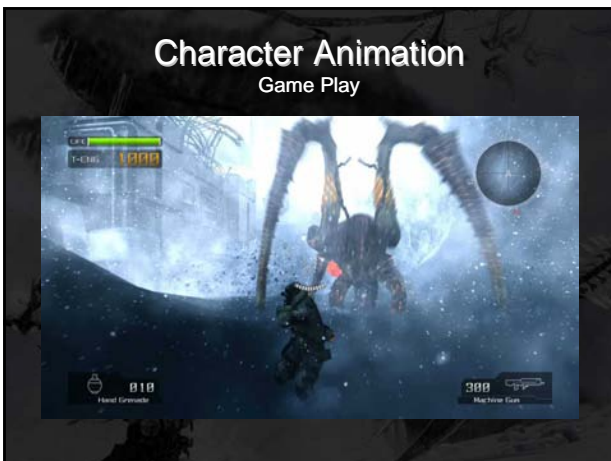 Character Animation
Game Play
LIFE
T-ENG 1000
010
Hand Grenade
300
Machine Gun